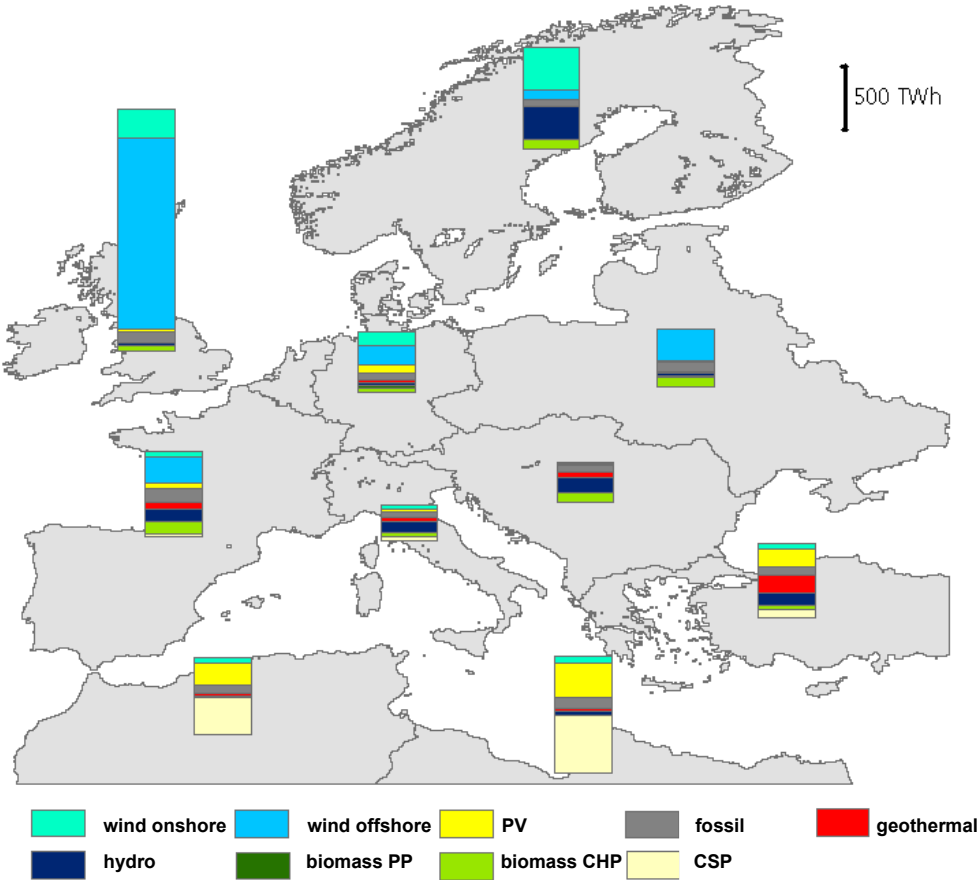 500 TWh
wind onshore wind offshore PV fossil geothermal
hydro biomass PP biomass CHP CSP